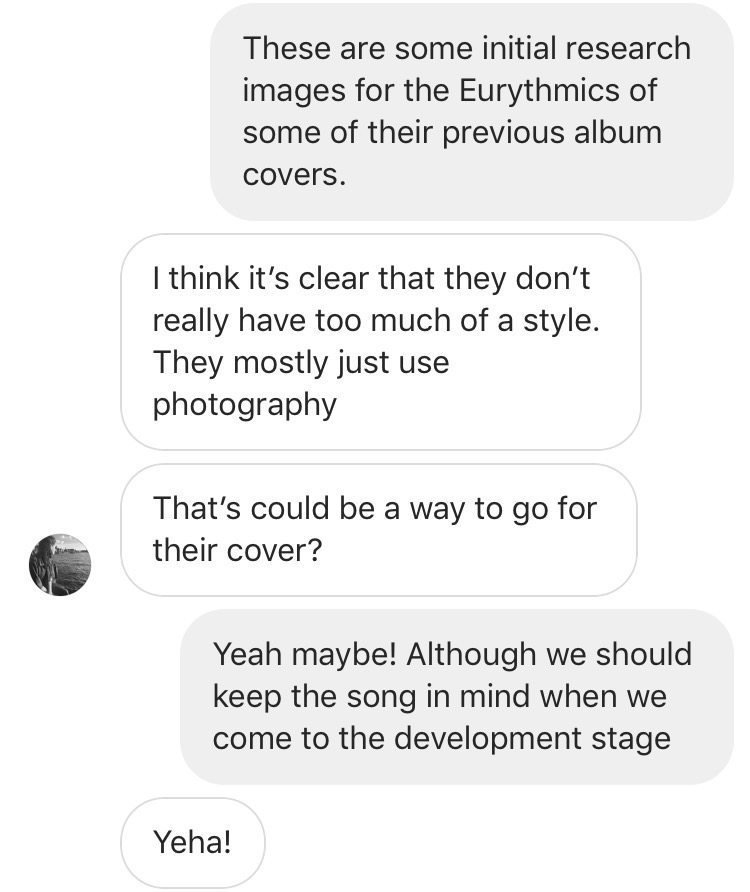 These are some initial research
images for the Eurythmics of
some of their previous album
covers.
I think it’s clear that they don’t
really have too much of a style.
They mostly just use
photography
That’s could be a way to go for
their cover?
Yeah maybe! Although we should
keep the song in mind when we
come to the development stage
Yeha!